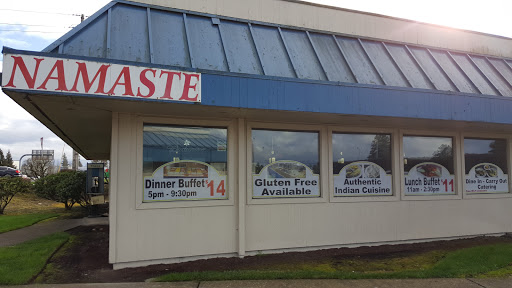 NAMASTE
Dinner Buffet $14
5pm - 9:30pm
Gluten Free
Available
Authentic
Indian Cuisine
Lunch Buffet $11
11am - 2:30pm
Dine in - Carry Out
Catering